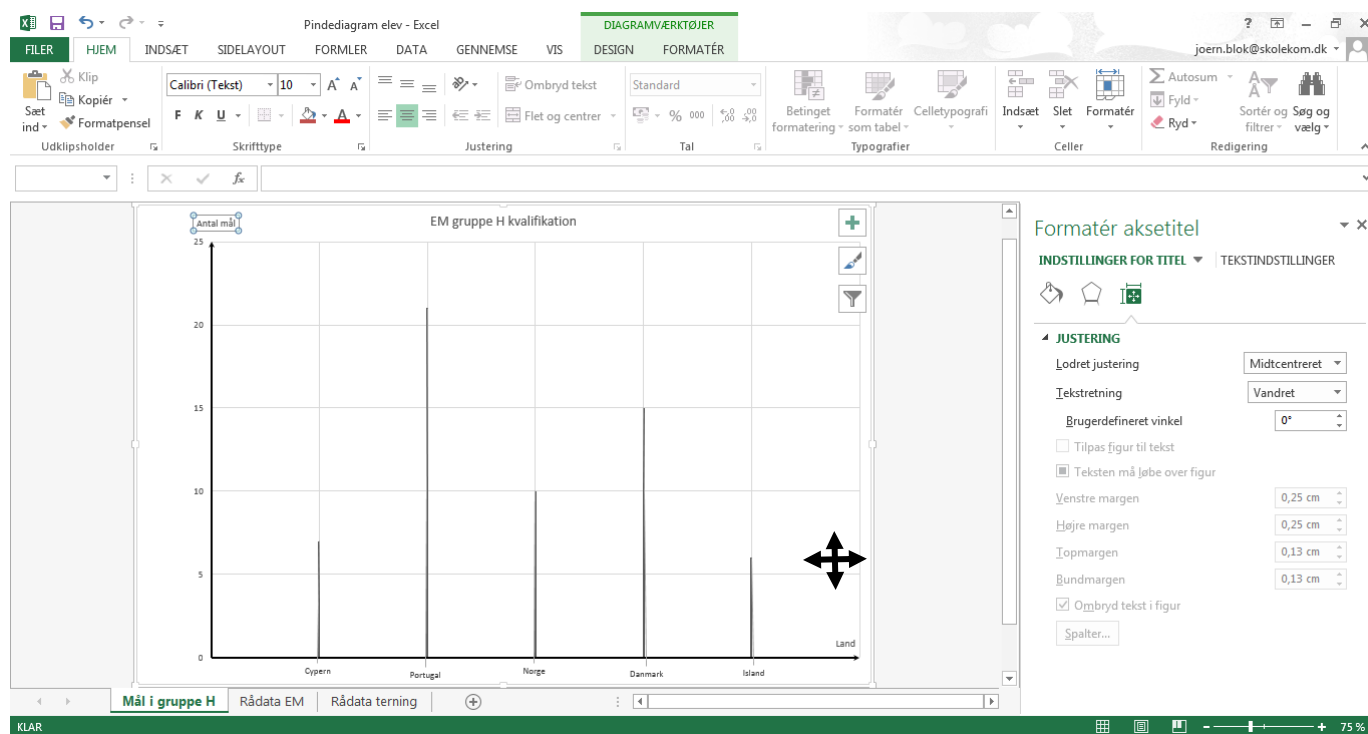 Pindediagram elev - Excel
DIAGRAMVÆRKTØJER
?
FILER HJEM INDSÆT SIDELAYOUT FORMLER DATA GENNEMSE VIS DESIGN FORMATÉR
joern.blok@skolekom.dk
Sæt ind
Klip
Kopiér
Formatpensel
Udklipsholder
Calibri (Tekst) 10
F K U
Skrifttype
Ombryd tekst
Flet og centrer
Justering
Standard
% 000
Tal
Betinget formatering
Formatér som tabel
Celletypografi
Typografier
Indsæt Slet Formatér
Celler
Autosum
Fyld
Ryd
Sortér og filtrer
Søg og vælg
Redigering
fx
Antal mål
EM gruppe H kvalifikation
25
20
15
10
5
0
Land
Cypern Portugal Norge Danmark Island
Formatér aksetitel
INDSTILLINGER FOR TITEL TEKSTINDSTILLINGER
JUSTERING
Lodret justering Midtcentreret
Tekstretning Vandret
Brugerdefineret vinkel 0°
Tilpas figur til tekst
Teksten må løbe over figur
Venstre margen 0,25 cm
Højre margen 0,25 cm
Topmargen 0,13 cm
Bundmargen 0,13 cm
Ombryd tekst i figur
Spalter...
Mål i gruppe H Rådata EM Rådata terning
KLAR
75 %